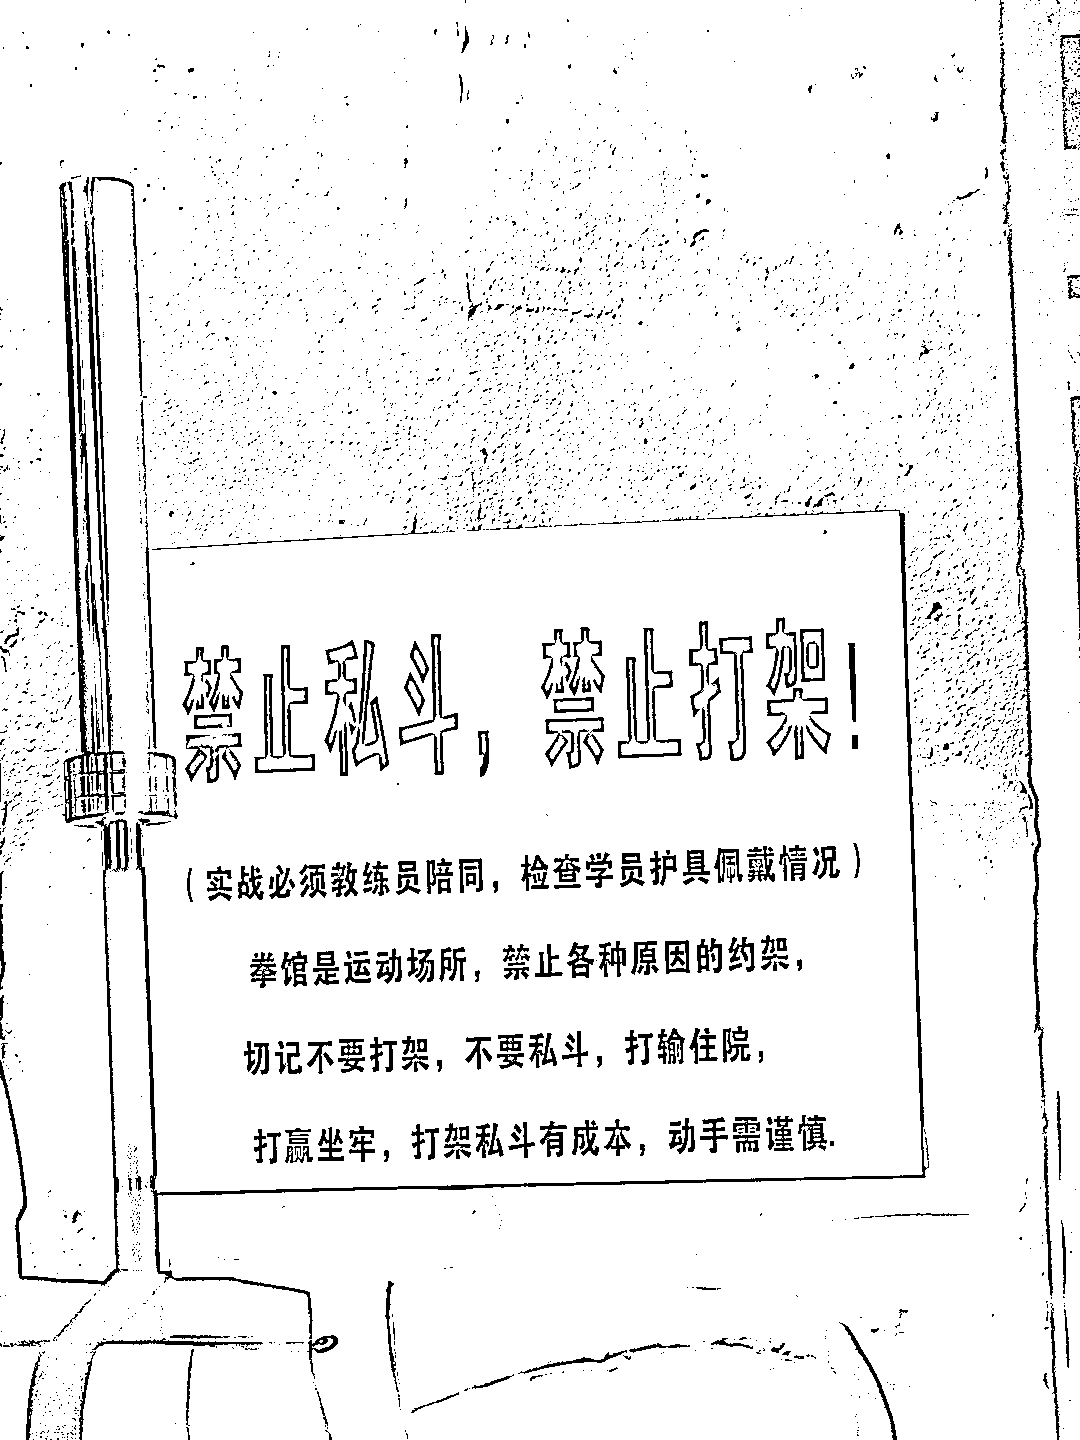 禁止私斗，禁止打架！
（实战必须教练员陪同，检查学员护具佩戴情况）
拳馆是运动场所，禁止各种原因的约架，
切记不要打架，不要私斗，打输住院，
打赢坐牢，打架私斗有成本，动手需谨慎.